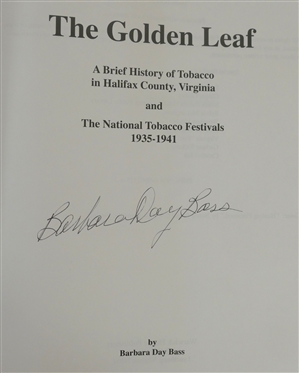 The Golden Leaf
A Brief History of Tobacco
in Halifax County, Virginia
and
The National Tobacco Festivals
1935-1941
Barbara Day Bass
by
Barbara Day Bass